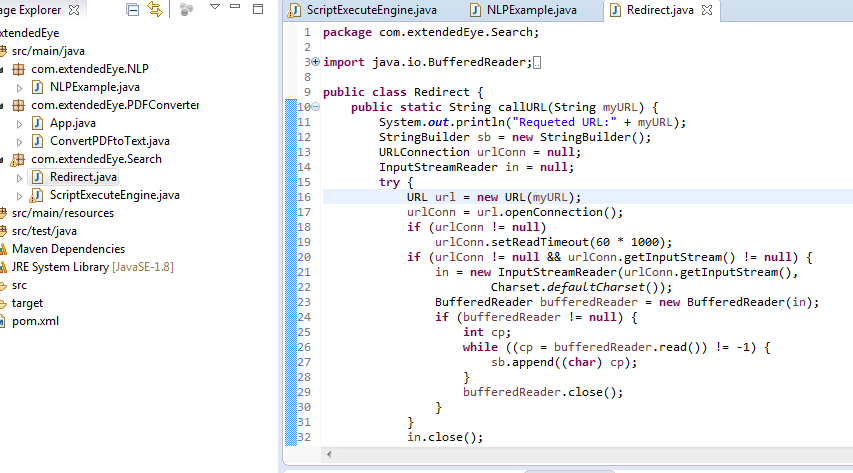 age Explorer
xtendedEye
src/main/java
com.extendedEye.NLP
NLPExample.java
com.extendedEye.PDFConverter
App.java
ConvertPDFtoText.java
com.extendedEye.Search
Redirect.java
ScriptExecuteEngine.java
src/main/resources
src/test/java
Maven Dependencies
JRE System Library [JavaSE-1.8]
src
target
pom.xml
ScriptExecuteEngine.java NLPExample.java Redirect.java
1 package com.extendedEye.Search;
2
3 import java.io.BufferedReader;
8
9 public class Redirect {
10 public static String callURL(String myURL) {
11 System.out.println("Requeted URL:" + myURL);
12 StringBuilder sb = new StringBuilder();
13 URLConnection urlConn = null;
14 InputStreamReader in = null;
15 try {
16 URL url = new URL(myURL);
17 urlConn = url.openConnection();
18 if (urlConn != null)
19 urlConn.setReadTimeout(60 * 1000);
20 if (urlConn != null && urlConn.getInputStream() != null) {
21 in = new InputStreamReader(urlConn.getInputStream(),
22 Charset.defaultCharset());
23 BufferedReader bufferedReader = new BufferedReader(in);
24 if (bufferedReader != null) {
25 int cp;
26 while ((cp = bufferedReader.read()) != -1) {
27 sb.append((char) cp);
28 }
29 bufferedReader.close();
30 }
31 }
32 in.close();